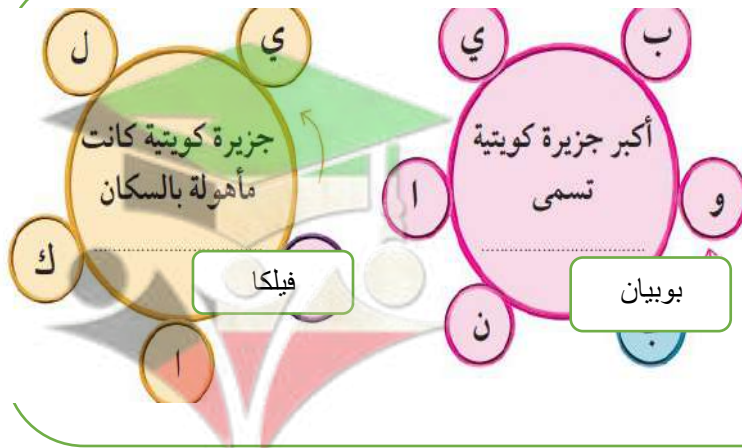 ب
ي
أكبر جزيرة كويتية
تسمى
و
ا
ن
بوبيان
ي
ل
جزيرة كويتية كانت
مأهولة بالسكان
ك
ا
فيلكا